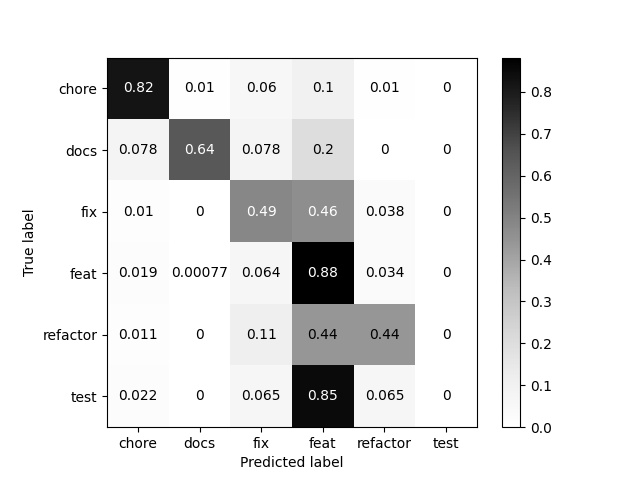 chore 0.82 0.01 0.06 0.1 0.01 0
docs 0.078 0.64 0.078 0.2 0 0
fix 0.01 0 0.49 0.46 0.038 0
feat 0.019 0.00077 0.064 0.88 0.034 0
refactor 0.011 0 0.11 0.44 0.44 0
test 0.022 0 0.065 0.85 0.065 0
chore docs fix feat refactor test
Predicted label
True label
0.8
0.7
0.6
0.5
0.4
0.3
0.2
0.1
0.0